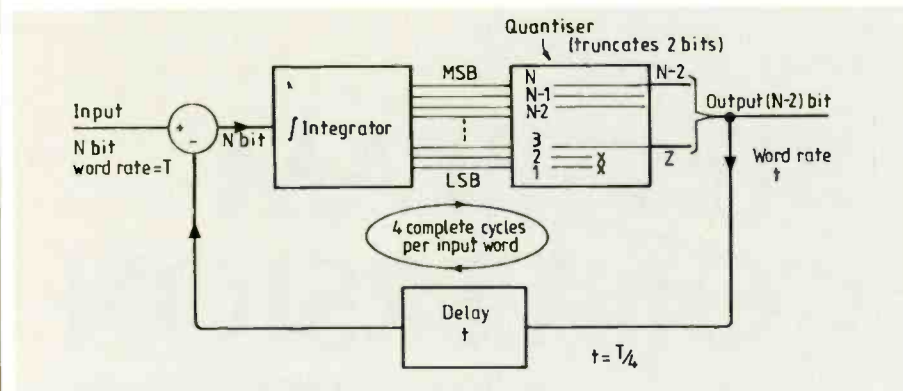 Quantiser
(truncates 2 bits)
MSB
N
N-2
N-1
N-2
Input
+
-
N bit
∫ Integrator
Output (N-2) bit
N bit
word rate=T
3
2 x
1 x
Z
Word rate
t
LSB
4 complete cycles
per input word
Delay
t
t = T/4